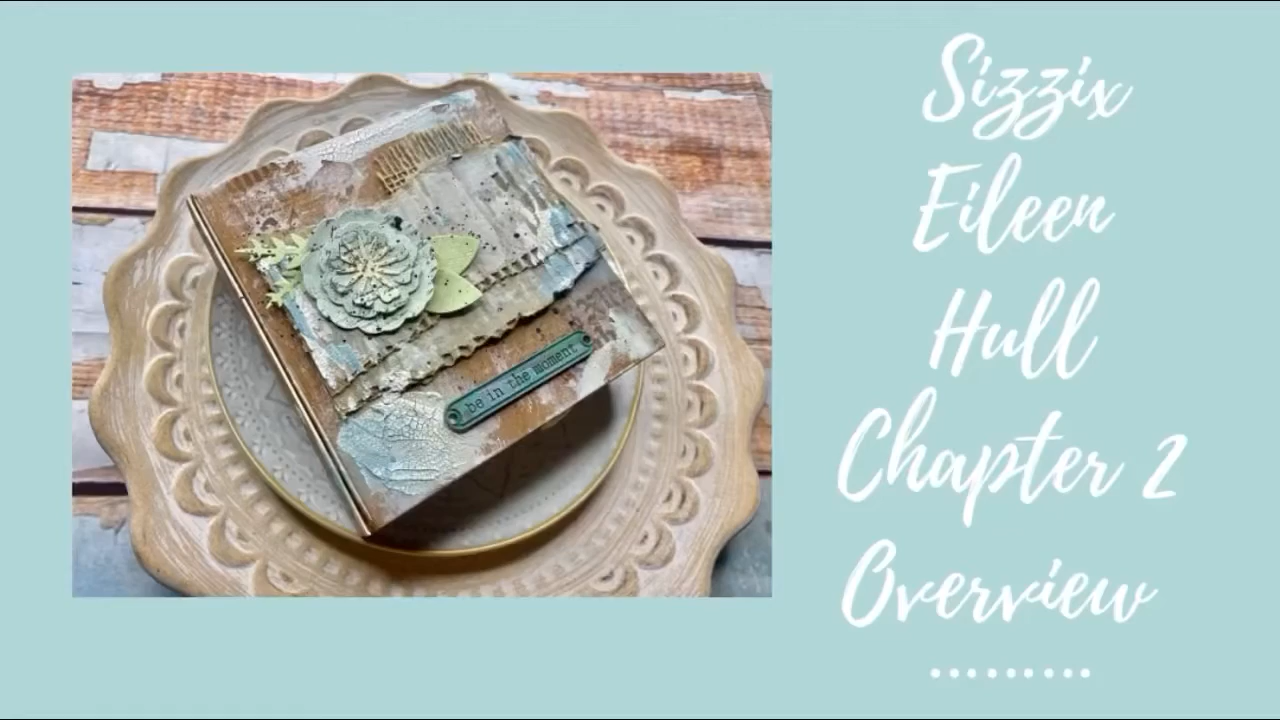 Sizzix
Eileen
Hull
Chapter 2
Overview
be in the moment